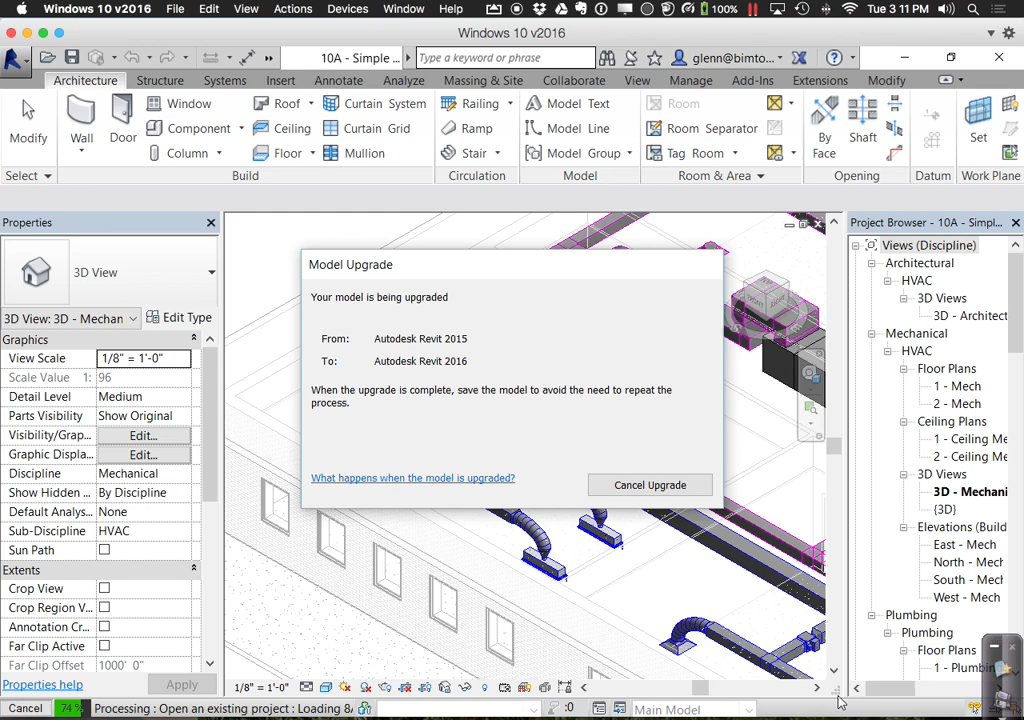 Windows 10 v2016 File Edit View Actions Devices Window Help 100% Tue 3 11 PM
Windows 10 v2016
10A - Simple ... Type a keyword or phrase glenn@bimto...
Architecture Structure Systems Insert Annotate Analyze Massing & Site Collaborate View Manage Add-Ins Extensions Modify
Modify
Wall
Door
Window
Component
Column
Roof
Ceiling
Floor
Curtain System
Curtain Grid
Mullion
Railing
Ramp
Stair
Model Text
Model Line
Model Group
Room
Room Separator
Tag Room
By
Face
Shaft
Set
Select Build Circulation Model Room & Area Opening Datum Work Plane
Properties
3D View
3D View: 3D - Mechan Edit Type
Graphics
View Scale 1/8" = 1'-0"
Scale Value 1: 96
Detail Level Medium
Parts Visibility Show Original
Visibility/Grap... Edit...
Graphic Displa... Edit...
Discipline Mechanical
Show Hidden ... By Discipline
Default Analys... None
Sub-Discipline HVAC
Sun Path
Extents
Crop View
Crop Region V...
Annotation Cr...
Far Clip Active
Far Clip Offset 1000' 0"
Properties help Apply
Model Upgrade
Your model is being upgraded
From: Autodesk Revit 2015
To: Autodesk Revit 2016
When the upgrade is complete, save the model to avoid the need to repeat the
process.
What happens when the model is upgraded?
Cancel Upgrade
Project Browser - 10A - Simpl...
Views (Discipline)
Architectural
HVAC
3D Views
3D - Architect
Mechanical
HVAC
Floor Plans
1 - Mech
2 - Mech
Ceiling Plans
1 - Ceiling Me
2 - Ceiling Me
3D Views
3D - Mechani
{3D}
Elevations (Build
East - Mech
North - Mech
South - Mech
West - Mech
Plumbing
Plumbing
Floor Plans
1 - Plumbin
1/8" = 1'-0"
Cancel 74 % Processing : Open an existing project : Loading & :0 Main Model